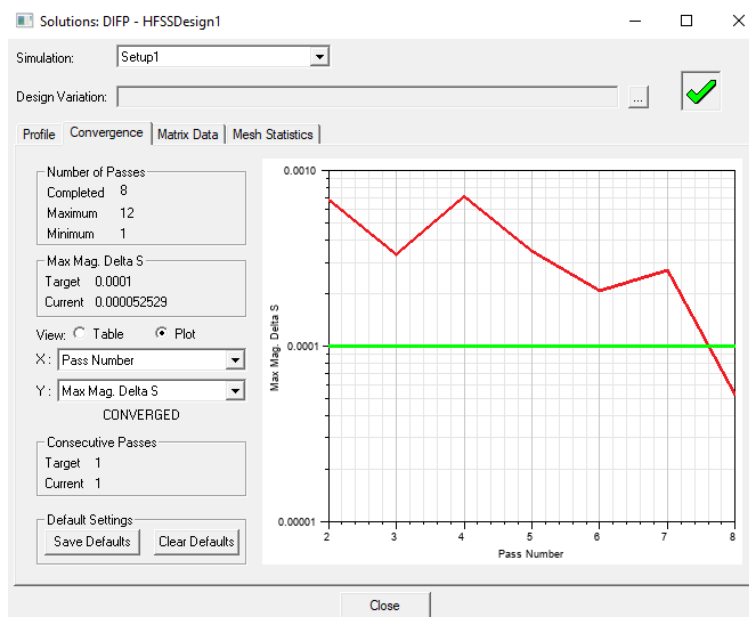 Solutions: DIFP - HFSSDesign1
Simulation: Setup1
Design Variation: ...
Profile Convergence Matrix Data Mesh Statistics
Number of Passes
Completed 8
Maximum 12
Minimum 1
Max Mag. Delta S
Target 0.0001
Current 0.000052529
View: Table Plot
X: Pass Number
Y: Max Mag. Delta S
CONVERGED
Consecutive Passes
Target 1
Current 1
Default Settings
Save Defaults Clear Defaults
0.0010
0.0001
0.00001
Max Mag. Delta S
2 3 4 5 6 7 8
Pass Number
Close